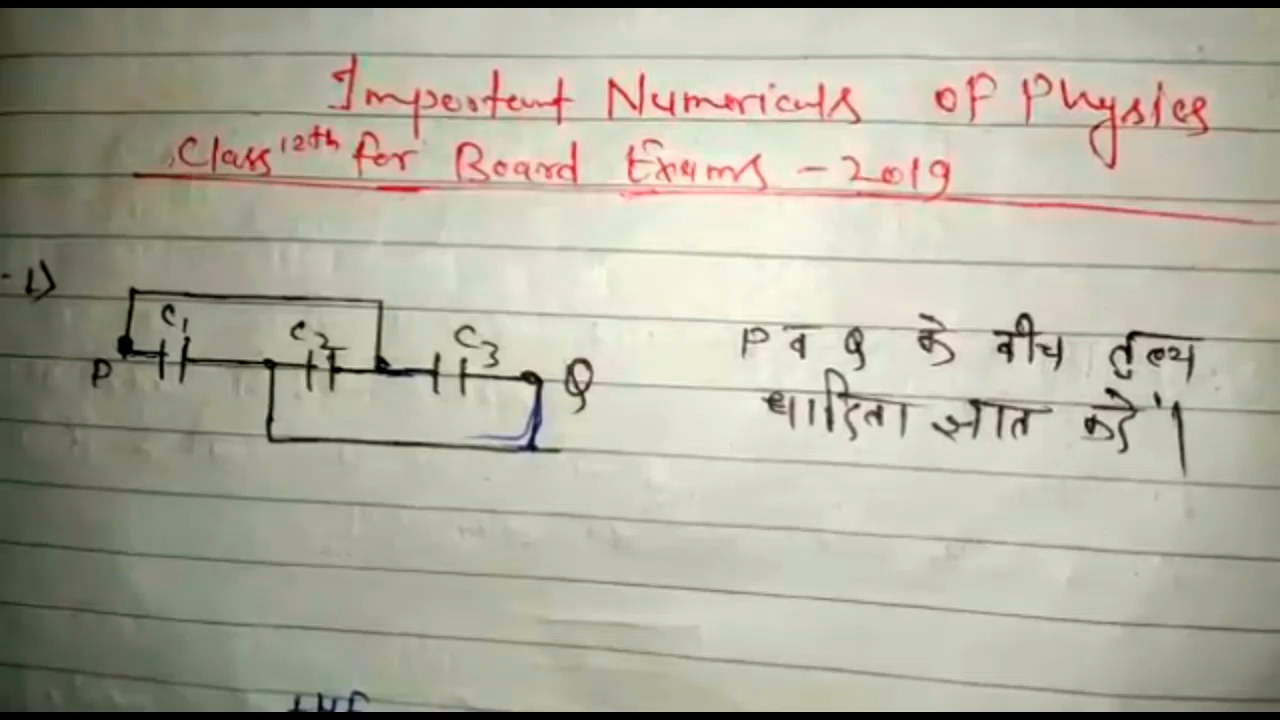 Important Numericals of Physics
Class 12th for Board Exams - 2019
1)
C1 C2 C3
P Q
P व Q के बीच तुल्य
धारिता ज्ञात करें।